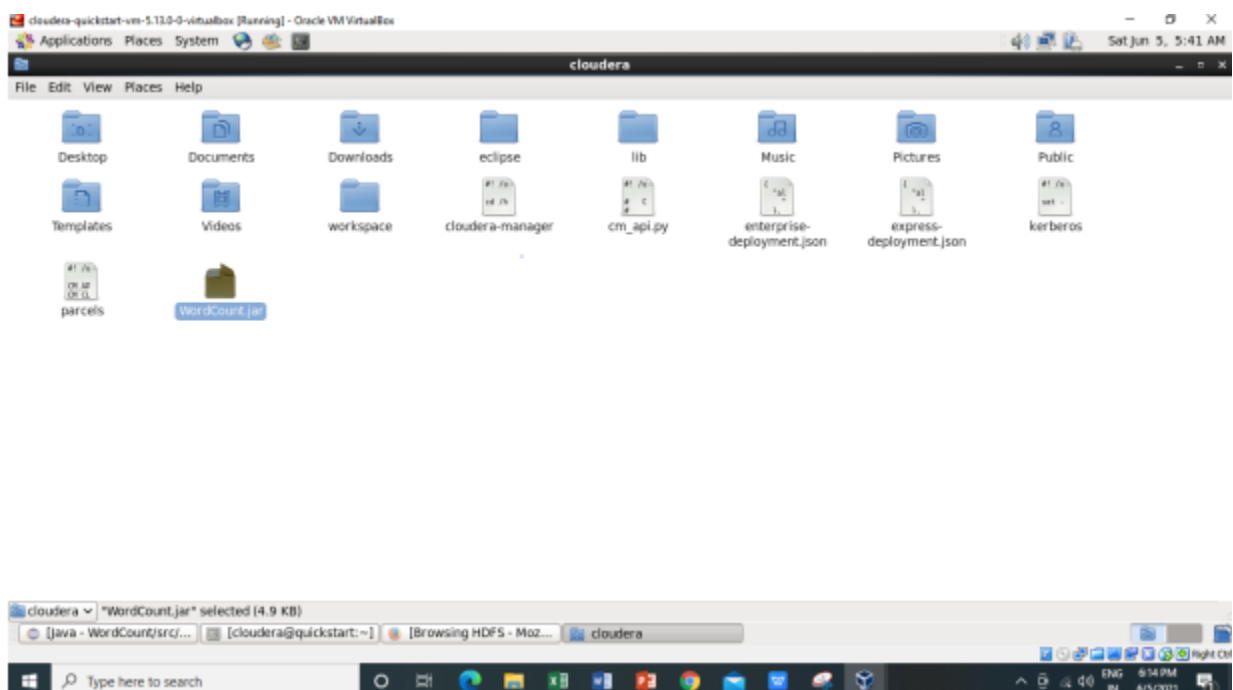 cloudera-quickstart-vm-5.13.0-0-virtualbox [Running] - Oracle VM VirtualBox
Applications Places System Sat Jun 5, 5:41 AM
cloudera
File Edit View Places Help
Desktop Documents Downloads eclipse lib Music Pictures Public
Templates Videos workspace cloudera-manager cm_api.py enterprise-deployment.json express-deployment.json kerberos
parcels WordCount.jar
cloudera "WordCount.jar" selected (4.9 KB)
[Java - WordCount/src/... [cloudera@quickstart:~] [Browsing HDFS - Moz... cloudera
Right Ctrl
Type here to search ENG 6:14 PM
IN 6/5/2021